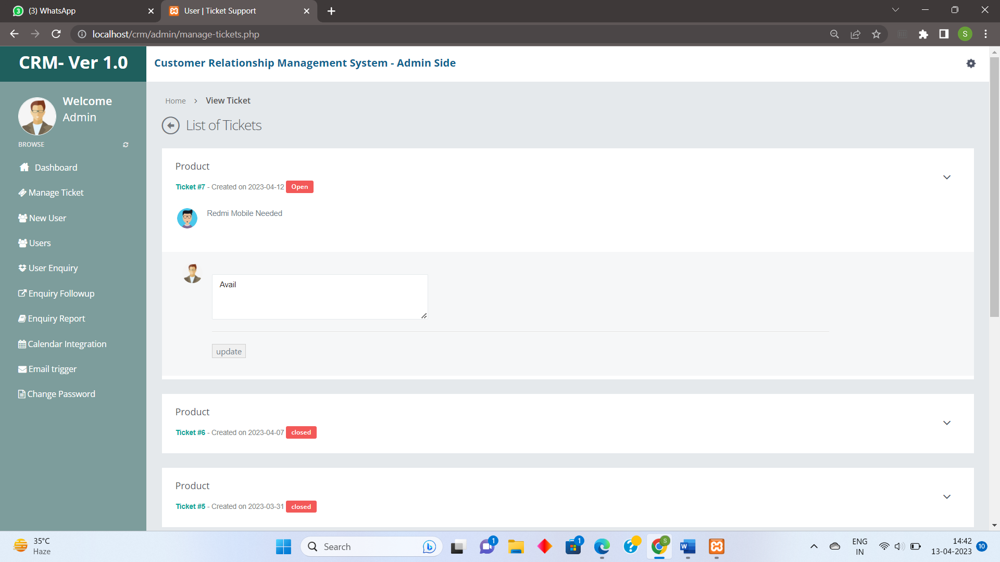 (3) WhatsApp
User | Ticket Support
localhost/crm/admin/manage-tickets.php
S
CRM- Ver 1.0
Customer Relationship Management System - Admin Side
Welcome
Admin
BROWSE
Dashboard
Manage Ticket
New User
Users
User Enquiry
Enquiry Followup
Enquiry Report
Calendar Integration
Email trigger
Change Password
Home > View Ticket
List of Tickets
Product
Ticket #7 - Created on 2023-04-12 Open
Redmi Mobile Needed
Avail
update
Product
Ticket #6 - Created on 2023-04-07 closed
Product
Ticket #5 - Created on 2023-03-31 closed
35°C
Haze
Search
1
1
S
ENG
IN
14:42
13-04-2023
10